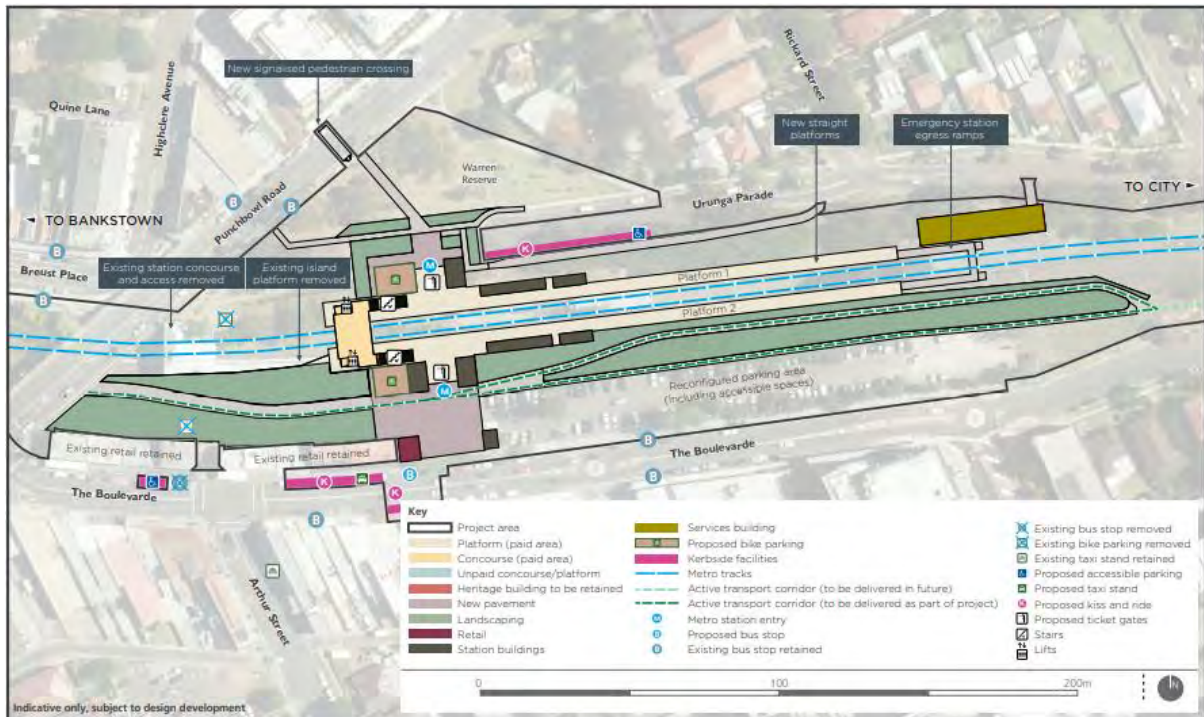 New signalised pedestrian crossing
Quine Lane
Highclere Avenue
Rickard Street
New straight
platforms
Emergency station
egress ramps
Warren
Reserve
TO BANKSTOWN
Punchbowl Road
Urunga Parade
TO CITY
Breust Place
Existing station concourse
and access removed
Existing island
platform removed
Platform 1
Platform 2
Reconfigured parking area
(Including accessible spaces)
Existing retail retained
Existing retail retained
The Boulevarde
The Boulevarde
Arthur Street
Key
Project area
Platform (paid area)
Concourse (paid area)
Unpaid concourse/platform
Heritage building to be retained
New pavement
Landscaping
Retail
Station buildings
Services building
Proposed bike parking
Kerbside facilities
Metro tracks
Active transport corridor (to be delivered in future)
Active transport corridor (to be delivered as part of project)
M Metro station entry
B Proposed bus stop
B Existing bus stop retained
Existing bus stop removed
Existing bike parking removed
Existing taxi stand retained
Proposed accessible parking
Proposed taxi stand
K Proposed kiss and ride
Proposed ticket gates
Stairs
Lifts
0 100 200m
N
Indicative only, subject to design development